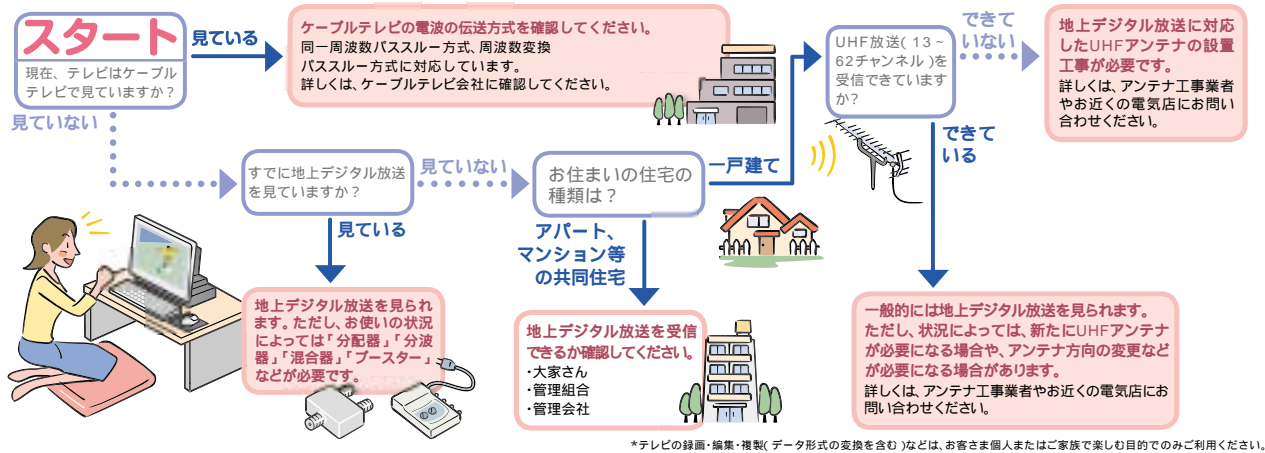 スタート
現在、テレビはケーブル
テレビで見ていますか？
見ている
ケーブルテレビの電波の伝送方式を確認してください。
同一周波数パススルー方式、周波数変換
パススルー方式に対応しています。
詳しくは、ケーブルテレビ会社に確認してください。
見ていない
すでに地上デジタル放送
を見ていますか？
見ている
地上デジタル放送を見られ
ます。ただし、お使いの状況
によっては「分配器」「分波
器」「混合器」「ブースター」
などが必要です。
見ていない
お住まいの住宅の
種類は？
アパート、
マンション等
の共同住宅
地上デジタル放送を受信
できるか確認してください。
・大家さん
・管理組合
・管理会社
一戸建て
UHF放送( 13 ~
62チャンネル )を
受信できています
か?
できて
いない
地上デジタル放送に対応
したUHFアンテナの設置
工事が必要です。
詳しくは、アンテナ工事業者
やお近くの電気店にお問い
合わせください。
できて
いる
一般的には地上デジタル放送を見られます。
ただし、状況によっては、新たにUHFアンテナ
が必要になる場合や、アンテナ方向の変更など
が必要になる場合があります。
詳しくは、アンテナ工事業者やお近くの電気店にお
問い合わせください。
*テレビの録画・編集・複製( データ形式の変換を含む )などは、お客さま個人またはご家族で楽しむ目的でのみご利用ください。